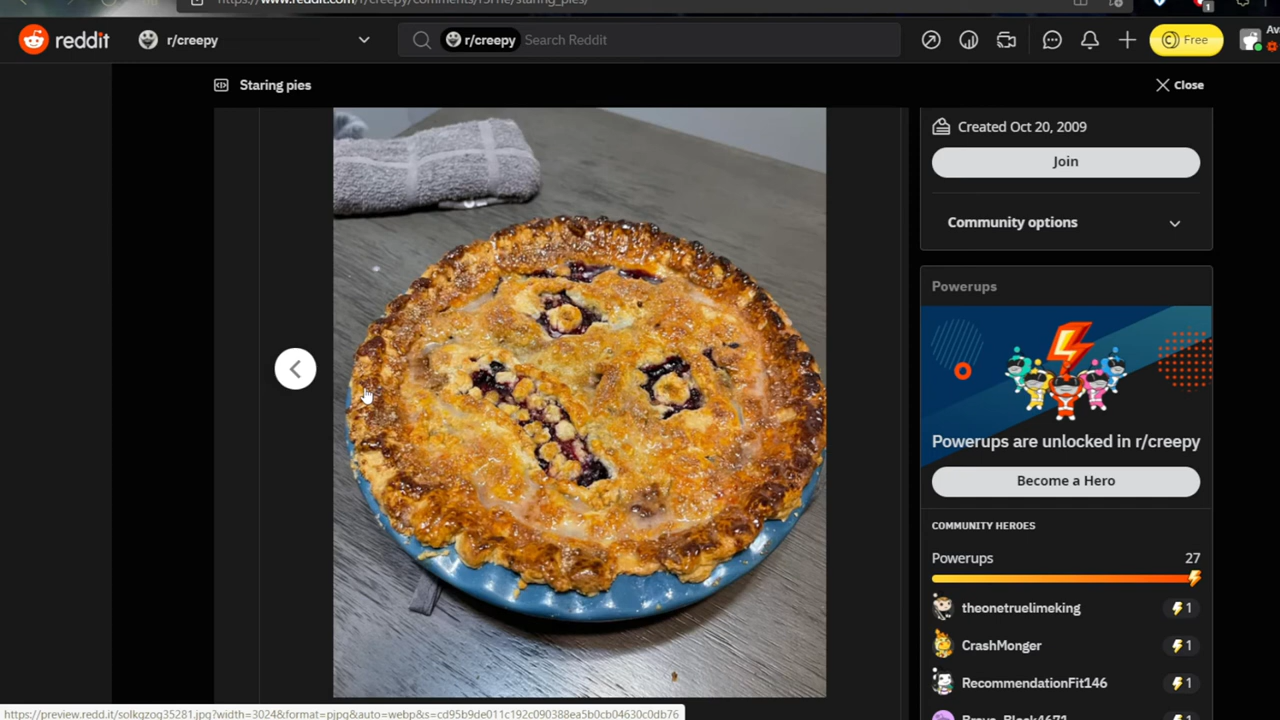 reddit
r/creepy
r/creepy Search Reddit
1
Free
Staring pies
Close
Created Oct 20, 2009
Join
Community options
Powerups
Powerups are unlocked in r/creepy
Become a Hero
COMMUNITY HEROES
Powerups 27
theonetruelimeking 1
CrashMonger 1
RecommendationFit146 1
https://preview.redd.it/solkgzoq35281.jpg?width=3024&format=pjpg&auto=webp&s=cd95b9de011c192c090388ea5b0cb04630c0db76